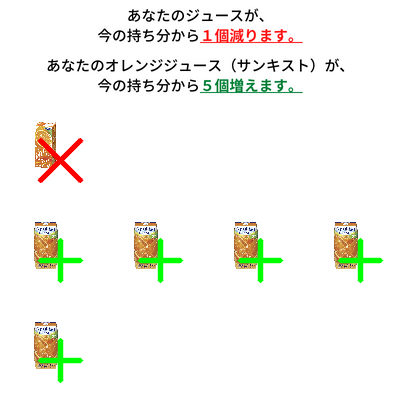 あなたのジュースが、
今の持ち分から１個減ります。
あなたのオレンジジュース（サンキスト）が、
今の持ち分から５個増えます。